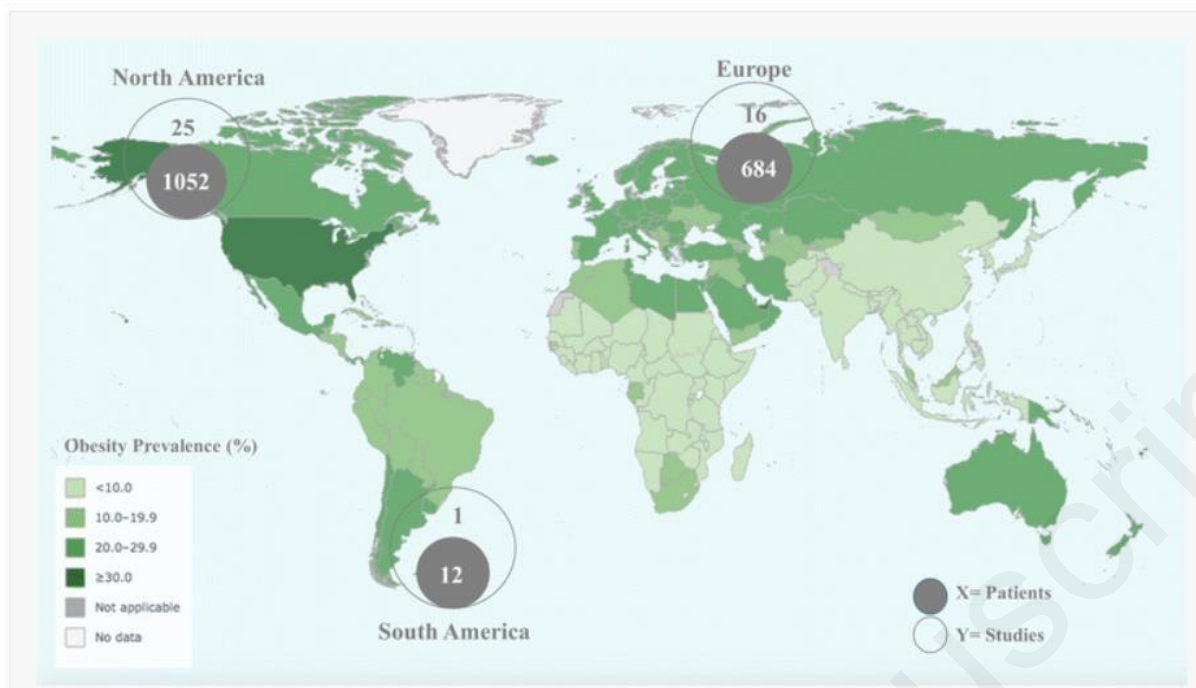 North America
25
1052
Europe
16
684
Obesity Prevalence (%)
<10.0
10.0–19.9
20.0–29.9
≥30.0
Not applicable
No data
1
12
South America
X= Patients
Y= Studies